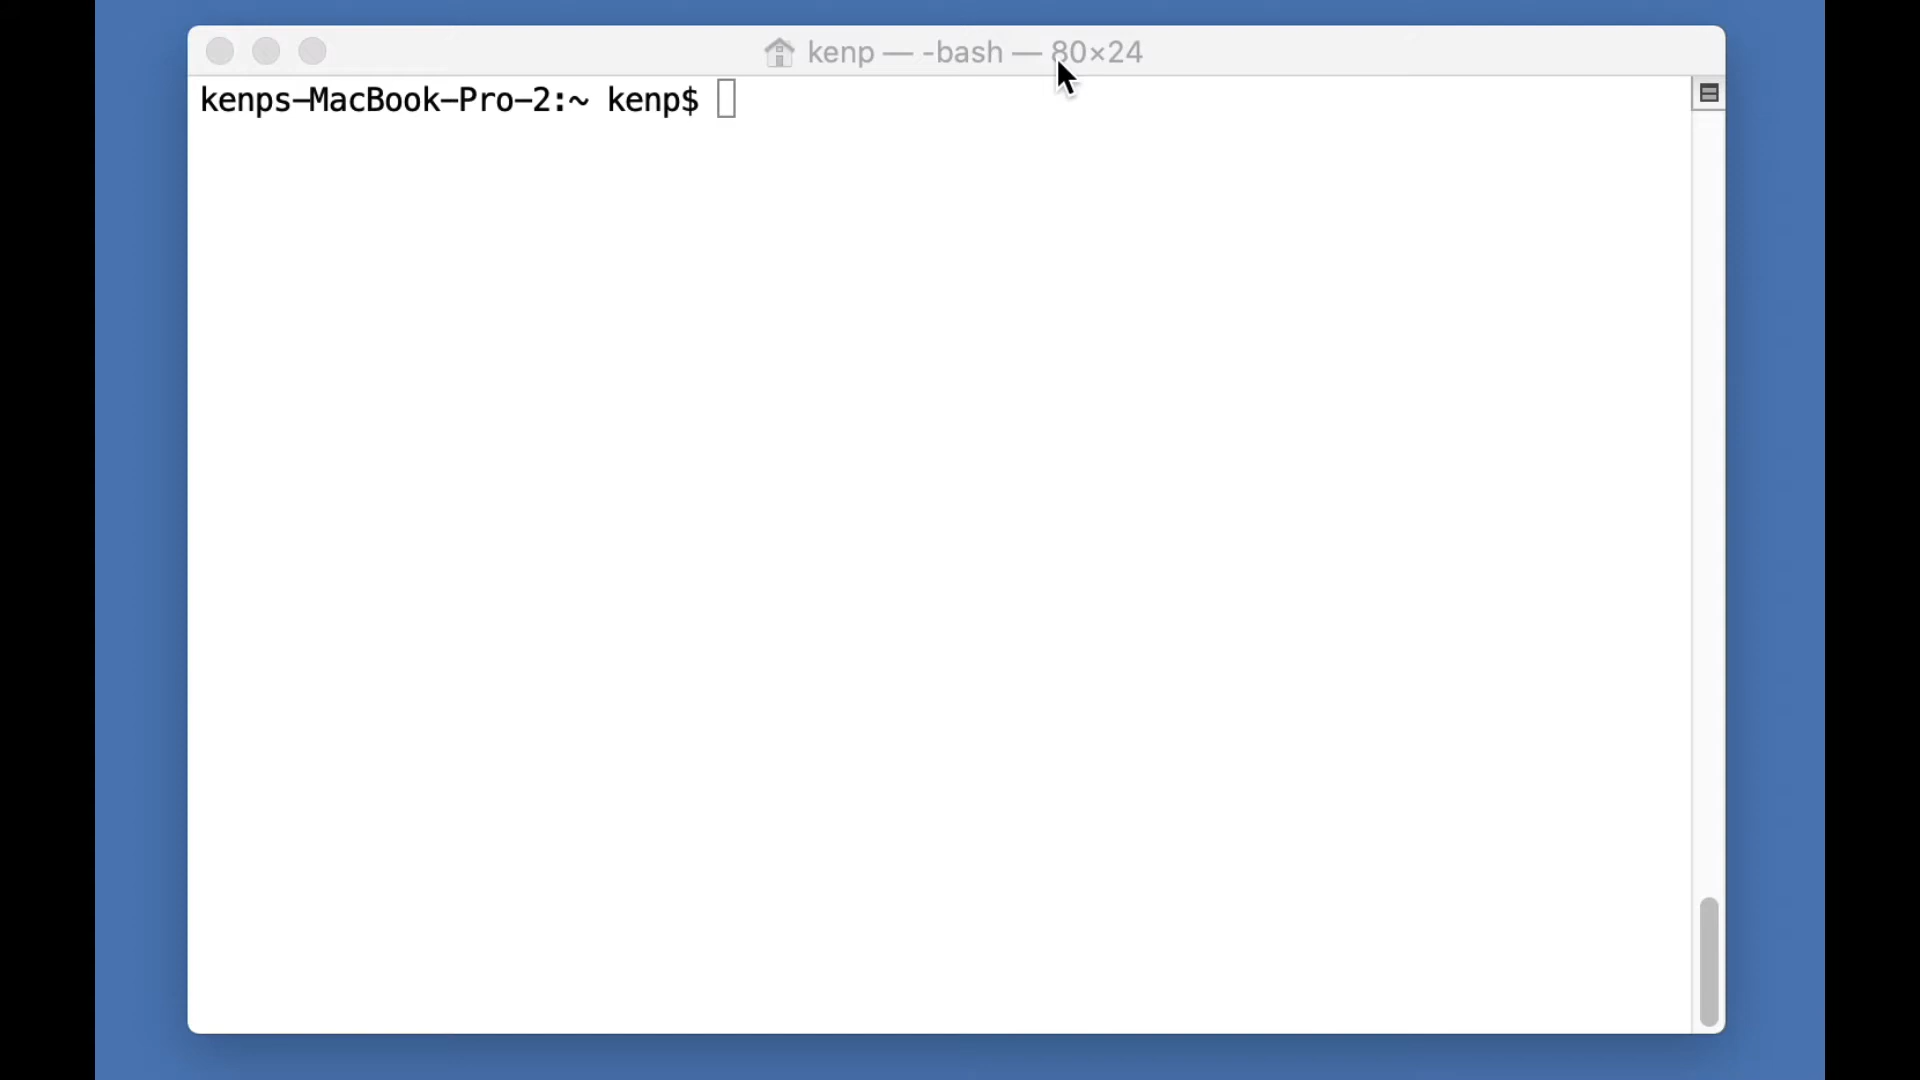 kenp — -bash — 80×24
kenps-MacBook-Pro-2:~ kenp$